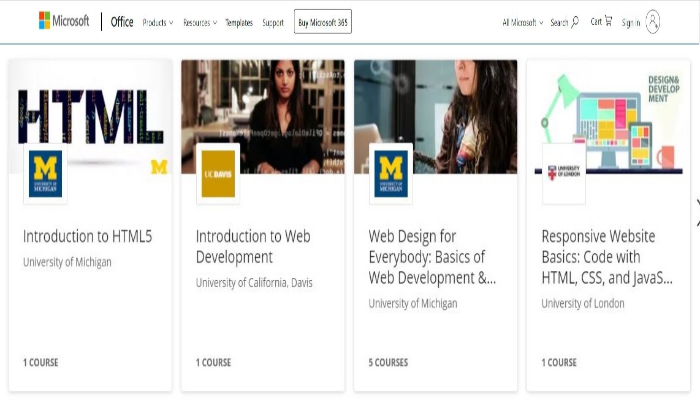 Microsoft Office Products Resources Templates Support Buy Microsoft 365 All Microsoft Search Cart Sign in
HTML
M
UNIVERSITY OF
MICHIGAN
M
Introduction to HTML5
University of Michigan
1 COURSE
UC DAVIS
Introduction to Web
Development
University of California, Davis
1 COURSE
M
UNIVERSITY OF
MICHIGAN
Web Design for
Everybody: Basics of
Web Development &...
University of Michigan
5 COURSES
DESIGN&
DEVELOP
MENT
UNIVERSITY
OF LONDON
Responsive Website
Basics: Code with
HTML, CSS, and JavaS...
University of London
1 COURSE